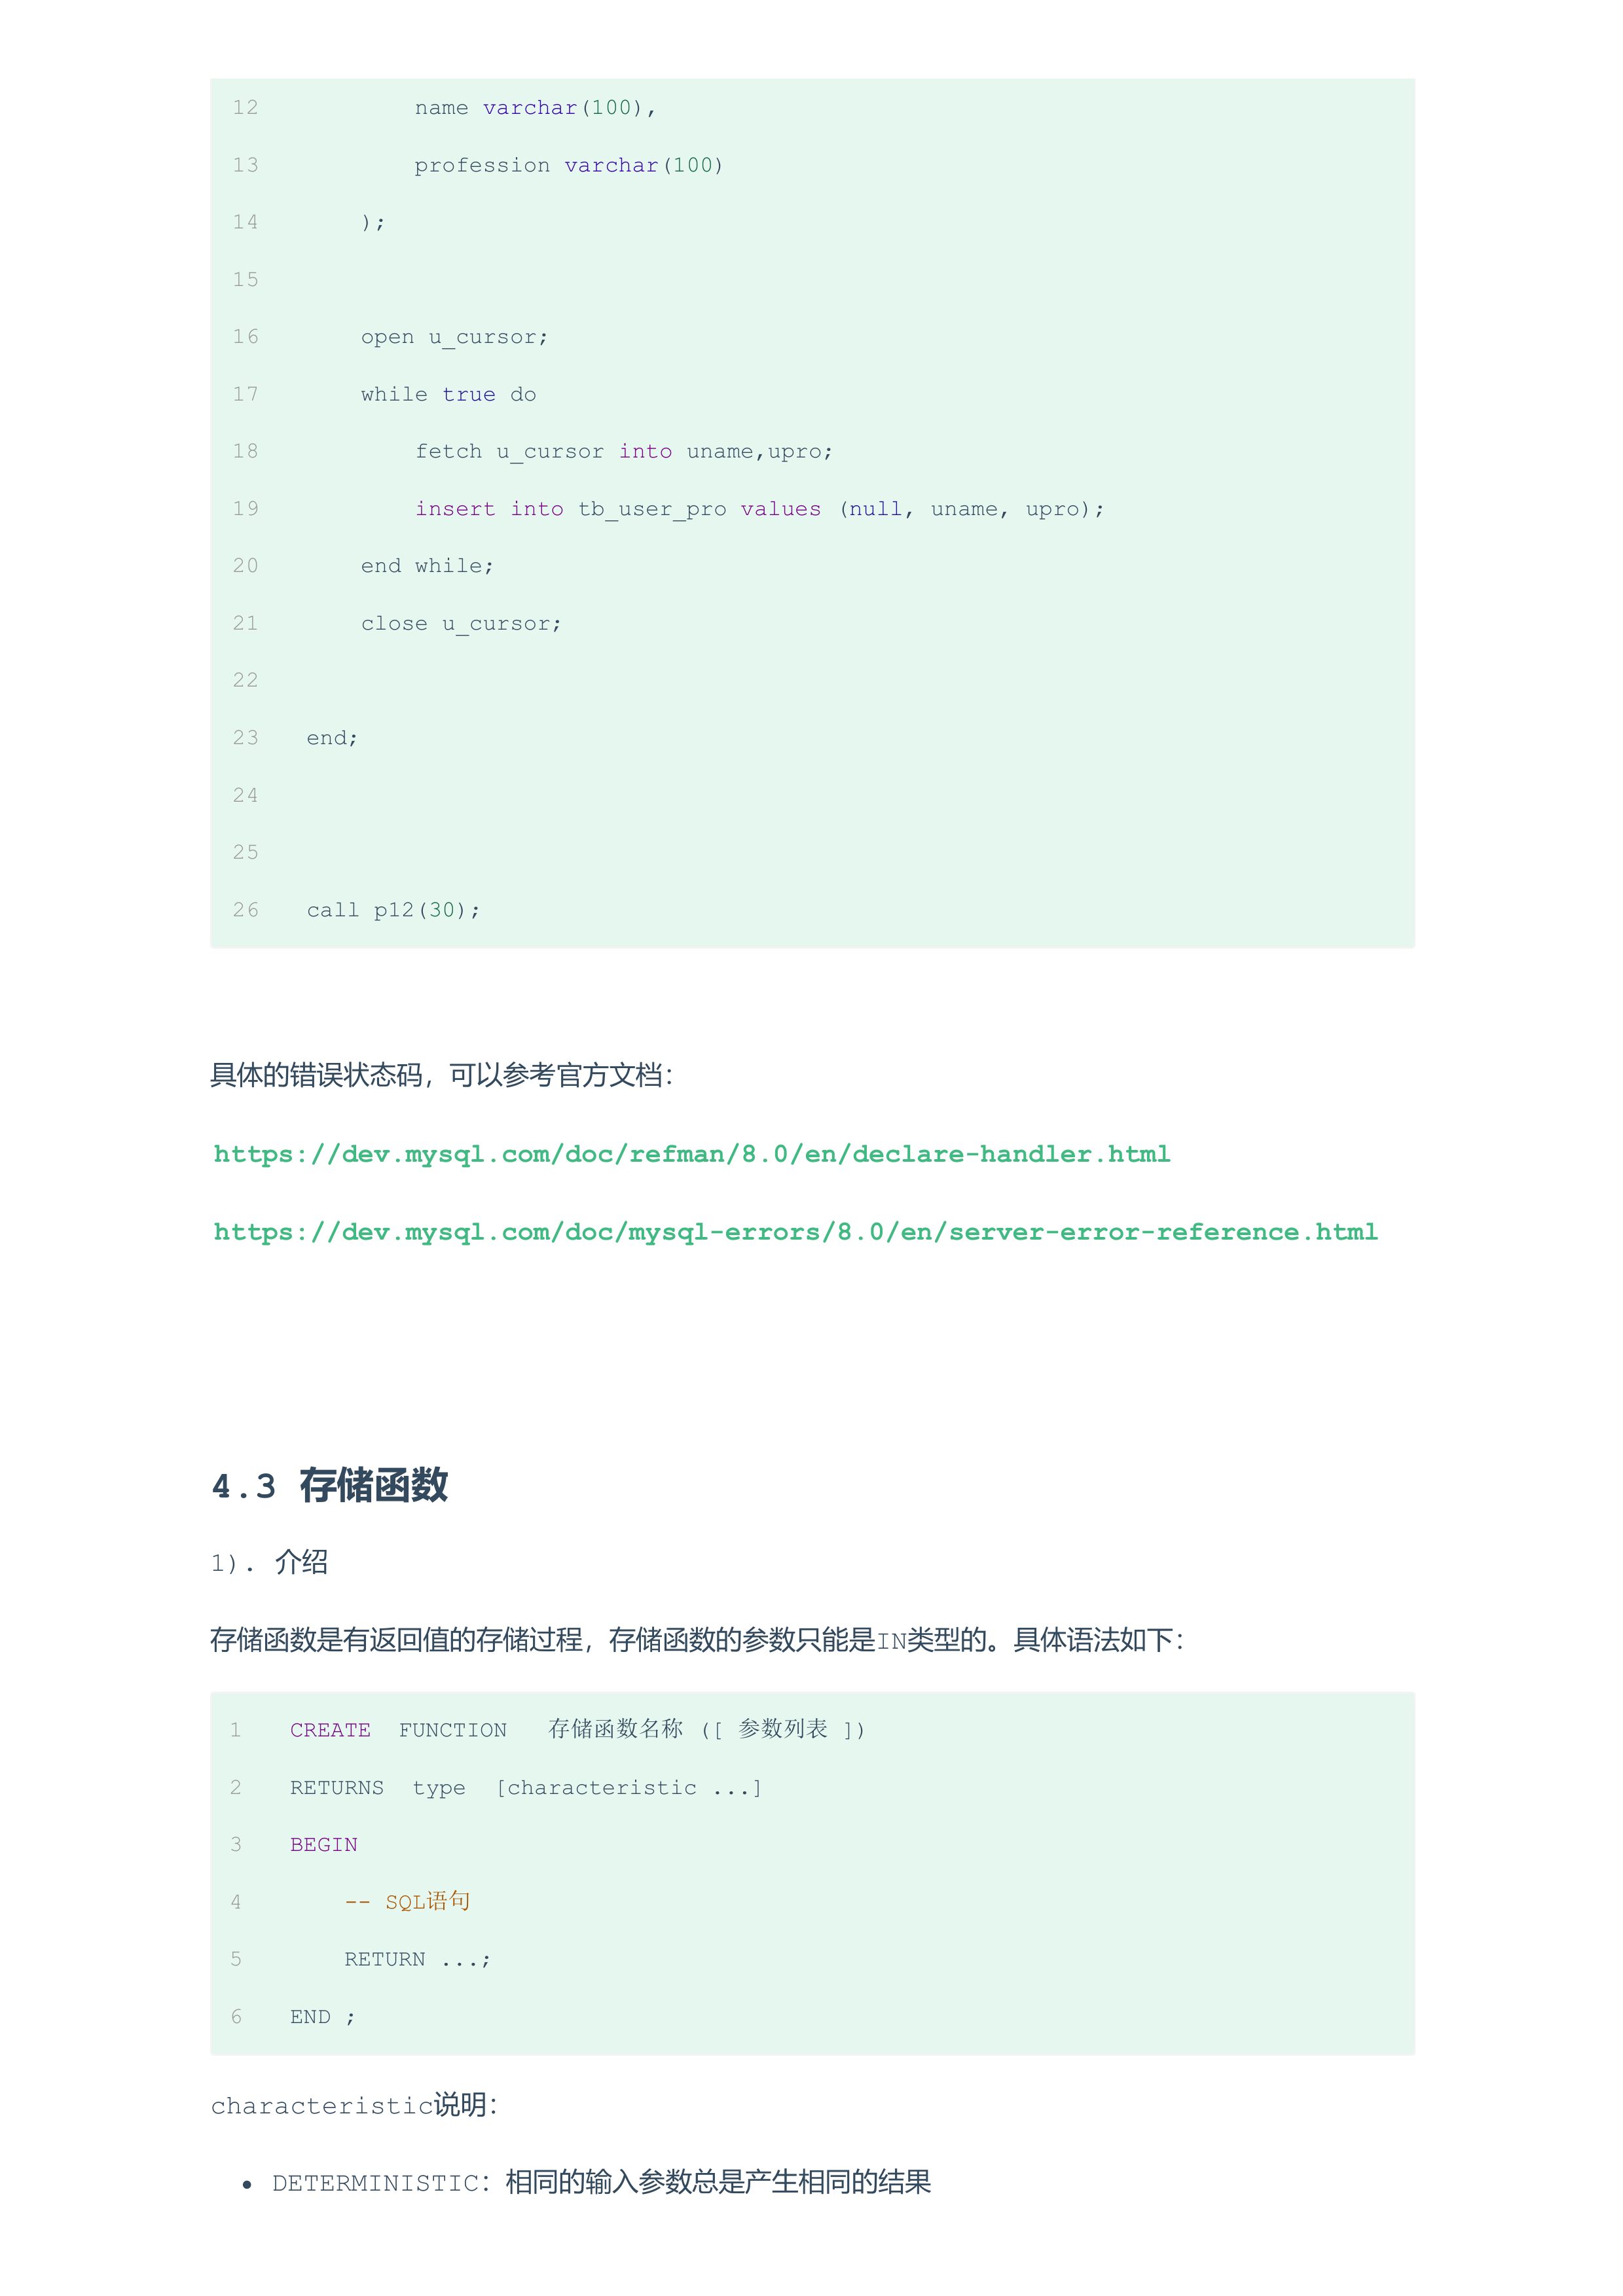 12 name varchar(100),
13 profession varchar(100)
14 );
15
16 open u_cursor;
17 while true do
18 fetch u_cursor into uname,upro;
19 insert into tb_user_pro values (null, uname, upro);
20 end while;
21 close u_cursor;
22
23 end;
24
25
26 call p12(30);
具体的错误状态码，可以参考官方文档：
https://dev.mysql.com/doc/refman/8.0/en/declare-handler.html
https://dev.mysql.com/doc/mysql-errors/8.0/en/server-error-reference.html
4.3 存储函数
1). 介绍
存储函数是有返回值的存储过程，存储函数的参数只能是IN类型的。具体语法如下：
1 CREATE FUNCTION 存储函数名称 ([ 参数列表 ])
2 RETURNS type [characteristic ...]
3 BEGIN
4 -- SQL语句
5 RETURN ...;
6 END ;
characteristic说明：
• DETERMINISTIC：相同的输入参数总是产生相同的结果